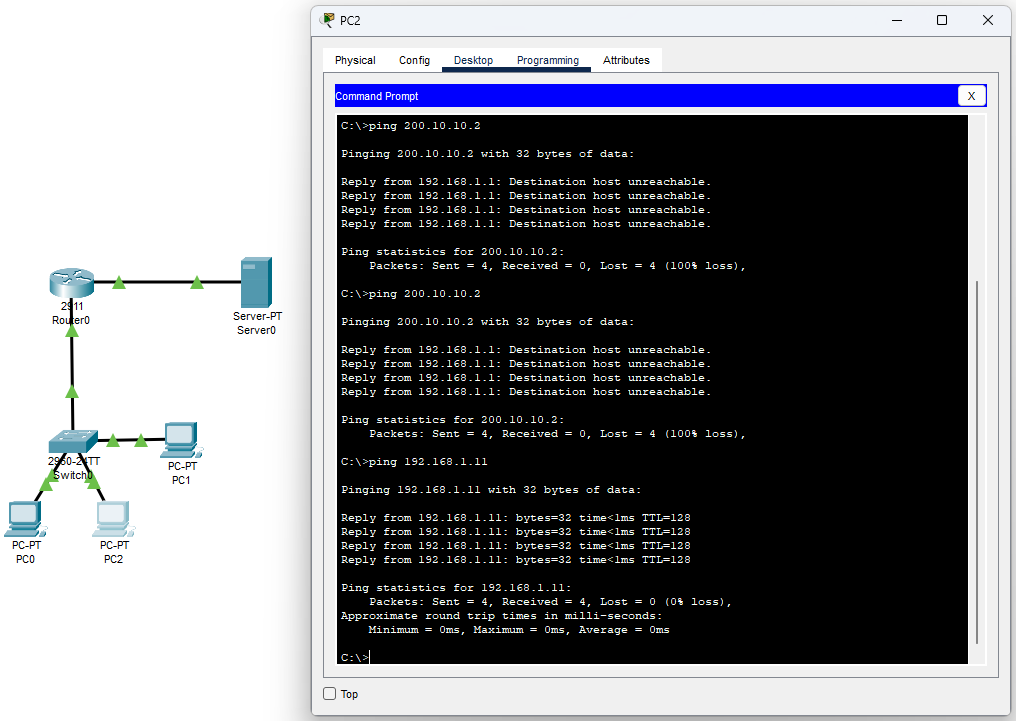 PC2
Physical Config Desktop Programming Attributes
Command Prompt
X
C:\>ping 200.10.10.2
Pinging 200.10.10.2 with 32 bytes of data:
Reply from 192.168.1.1: Destination host unreachable.
Reply from 192.168.1.1: Destination host unreachable.
Reply from 192.168.1.1: Destination host unreachable.
Reply from 192.168.1.1: Destination host unreachable.
Ping statistics for 200.10.10.2:
Packets: Sent = 4, Received = 0, Lost = 4 (100% loss),
C:\>ping 200.10.10.2
Pinging 200.10.10.2 with 32 bytes of data:
Reply from 192.168.1.1: Destination host unreachable.
Reply from 192.168.1.1: Destination host unreachable.
Reply from 192.168.1.1: Destination host unreachable.
Reply from 192.168.1.1: Destination host unreachable.
Ping statistics for 200.10.10.2:
Packets: Sent = 4, Received = 0, Lost = 4 (100% loss),
C:\>ping 192.168.1.11
Pinging 192.168.1.11 with 32 bytes of data:
Reply from 192.168.1.11: bytes=32 time<1ms TTL=128
Reply from 192.168.1.11: bytes=32 time<1ms TTL=128
Reply from 192.168.1.11: bytes=32 time<1ms TTL=128
Reply from 192.168.1.11: bytes=32 time<1ms TTL=128
Ping statistics for 192.168.1.11:
Packets: Sent = 4, Received = 4, Lost = 0 (0% loss),
Approximate round trip times in milli-seconds:
Minimum = 0ms, Maximum = 0ms, Average = 0ms
C:\>
Top
2911
Router0
Server-PT
Server0
2960-24TT
Switch0
PC-PT
PC1
PC-PT
PC0
PC-PT
PC2